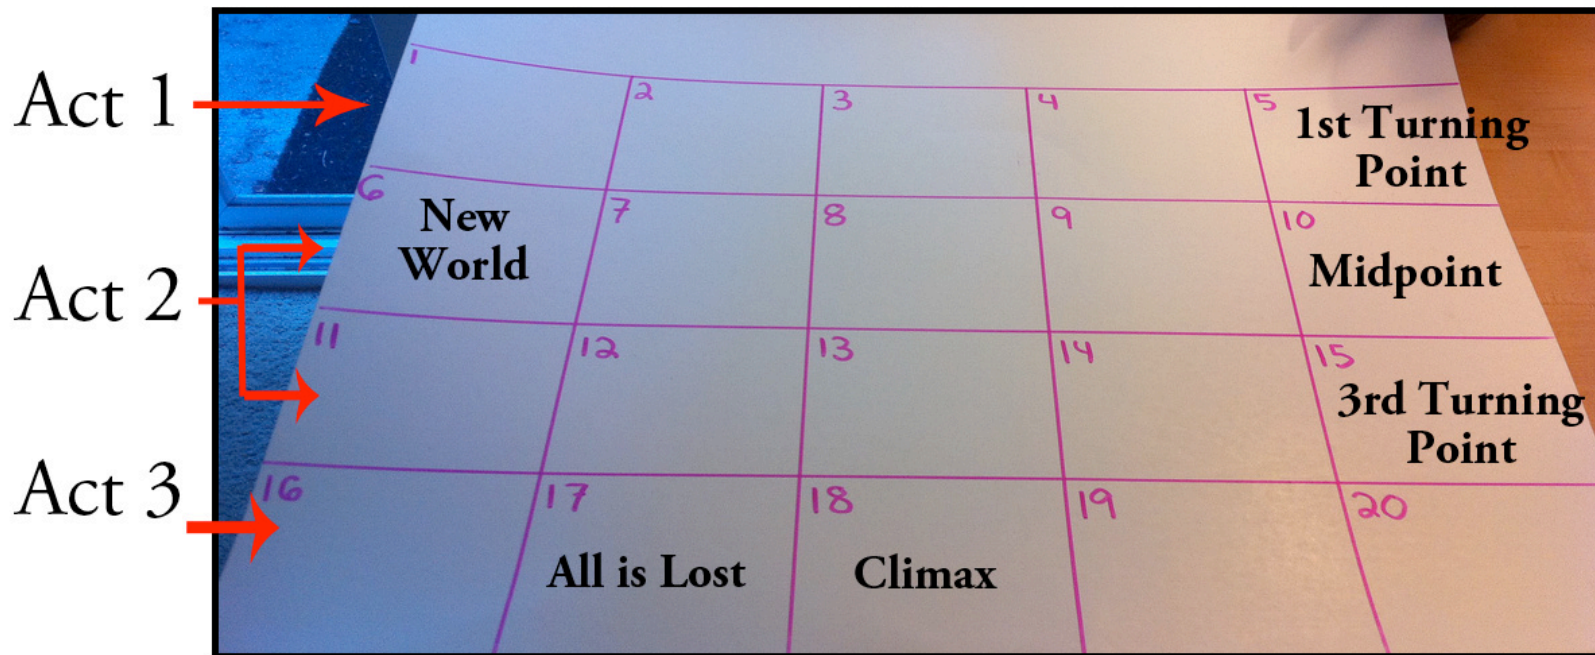 Act 1
1
2
3
4
5
1st Turning
Point
Act 2
6
New
World
7
8
9
10
Midpoint
11
12
13
14
15
3rd Turning
Point
Act 3
16
17
All is Lost
18
Climax
19
20